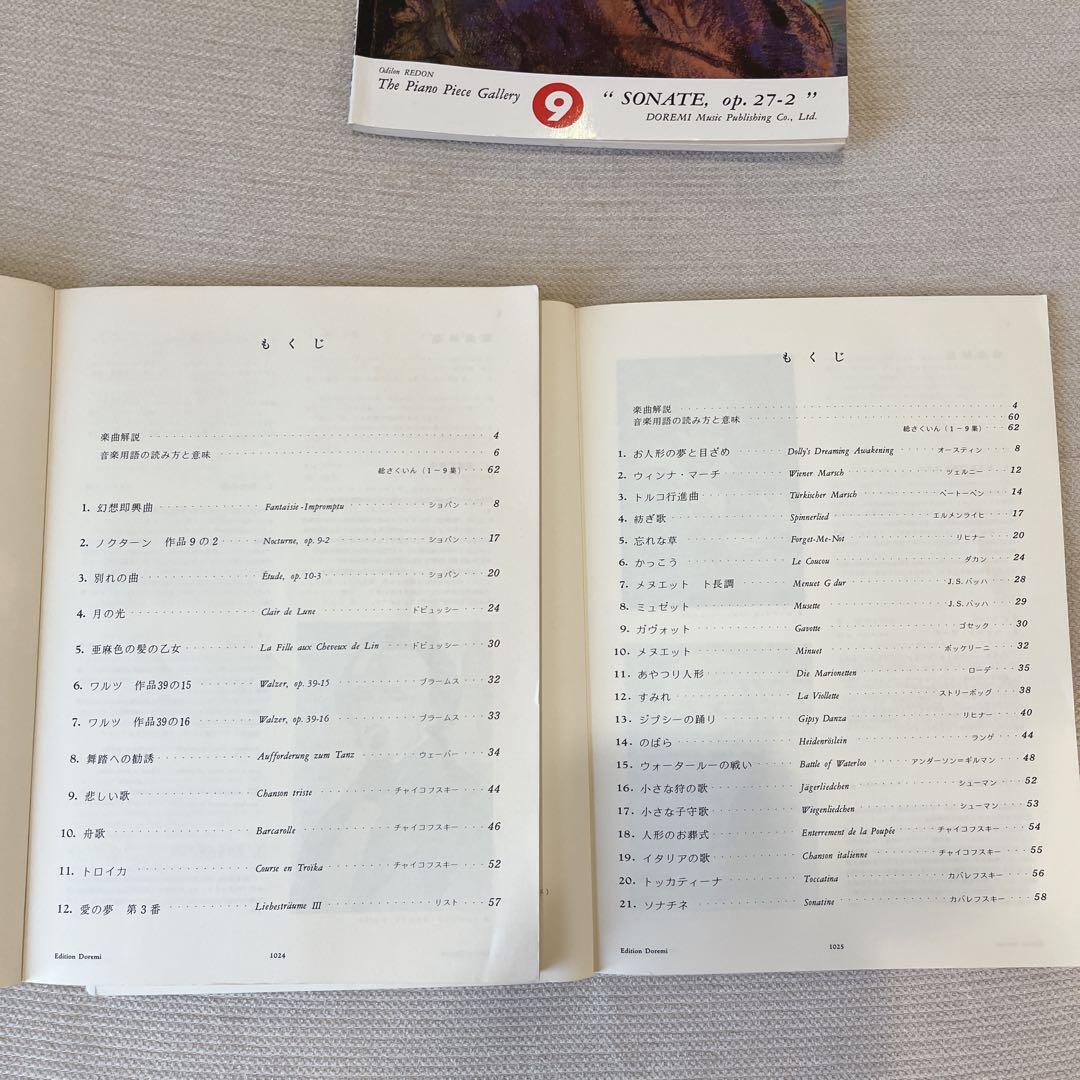 Odilon REDON
The Piano Piece Gallery
9
" SONATE, op. 27-2 "
DOREMI Music Publishing Co., Ltd.
もくじ
楽曲解説 4
音楽用語の読み方と意味 6
総さくいん(1〜9集) 62
1. 幻想即興曲 Fantaisie-Impromptu ショパン 8
2. ノクターン 作品9の2 Nocturne, op. 9-2 ショパン 17
3. 別れの曲 Étude, op. 10-3 ショパン 20
4. 月の光 Clair de Lune ドビュッシー 24
5. 亜麻色の髪の乙女 La Fille aux Cheveux de Lin ドビュッシー 30
6. ワルツ 作品39の15 Walzer, op. 39-15 ブラームス 32
7. ワルツ 作品39の16 Walzer, op. 39-16 ブラームス 33
8. 舞踏への勧誘 Aufforderung zum Tanz ウェーバー 34
9. 悲しい歌 Chanson triste チャイコフスキー 44
10. 舟歌 Barcarolle チャイコフスキー 46
11. トロイカ Course en Troïka チャイコフスキー 52
12. 愛の夢 第3番 Liebesträume III リスト 57
Edition Doremi 1024
もくじ
楽曲解説 4
音楽用語の読み方と意味 60
総さくいん(1〜9集) 62
1. お人形の夢と目ざめ Dolly's Dreaming Awakening オースティン 8
2. ウィンナ・マーチ Wiener Marsch ツェルニー 12
3. トルコ行進曲 Türkischer Marsch ベートーベン 14
4. 紡ぎ歌 Spinnerlied エルメンライヒ 17
5. 忘れな草 Forget-Me-Not リヒナー 20
6. かっこう Le Coucou ダカン 24
7. メヌエット ト長調 Menuet G dur J.S.バッハ 28
8. ミュゼット Musette J.S.バッハ 29
9. ガヴォット Gavotte ゴセック 30
10. メヌエット Minuet ボッケリーニ 32
11. あやつり人形 Die Marionetten ローデ 35
12. すみれ La Viollette ストリーボッグ 38
13. ジプシーの踊り Gipsy Danza リヒナー 40
14. のばら Heidenröslein ランゲ 44
15. ウォータールーの戦い Battle of Waterloo アンダーソン=ギルマン 48
16. 小さな狩の歌 Jägerliedchen シューマン 52
17. 小さな子守歌 Wiegenliedchen シューマン 53
18. 人形のお葬式 Enterrement de la Poupée チャイコフスキー 54
19. イタリアの歌 Chanson italienne チャイコフスキー 55
20. トッカティーナ Toccatina カバレフスキー 56
21. ソナチネ Sonatine カバレフスキー 58
Edition Doremi 1025